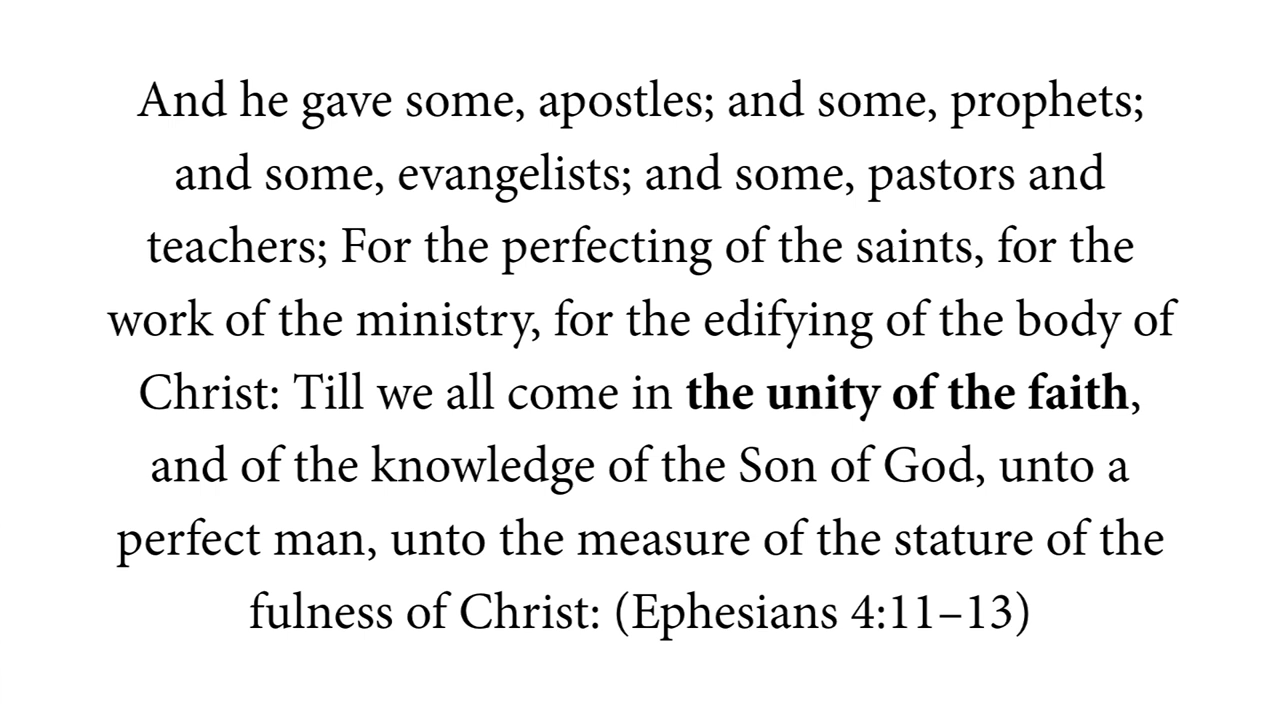 And he gave some, apostles; and some, prophets;
and some, evangelists; and some, pastors and
teachers; For the perfecting of the saints, for the
work of the ministry, for the edifying of the body of
Christ: Till we all come in the unity of the faith,
and of the knowledge of the Son of God, unto a
perfect man, unto the measure of the stature of the
fulness of Christ: (Ephesians 4:11–13)